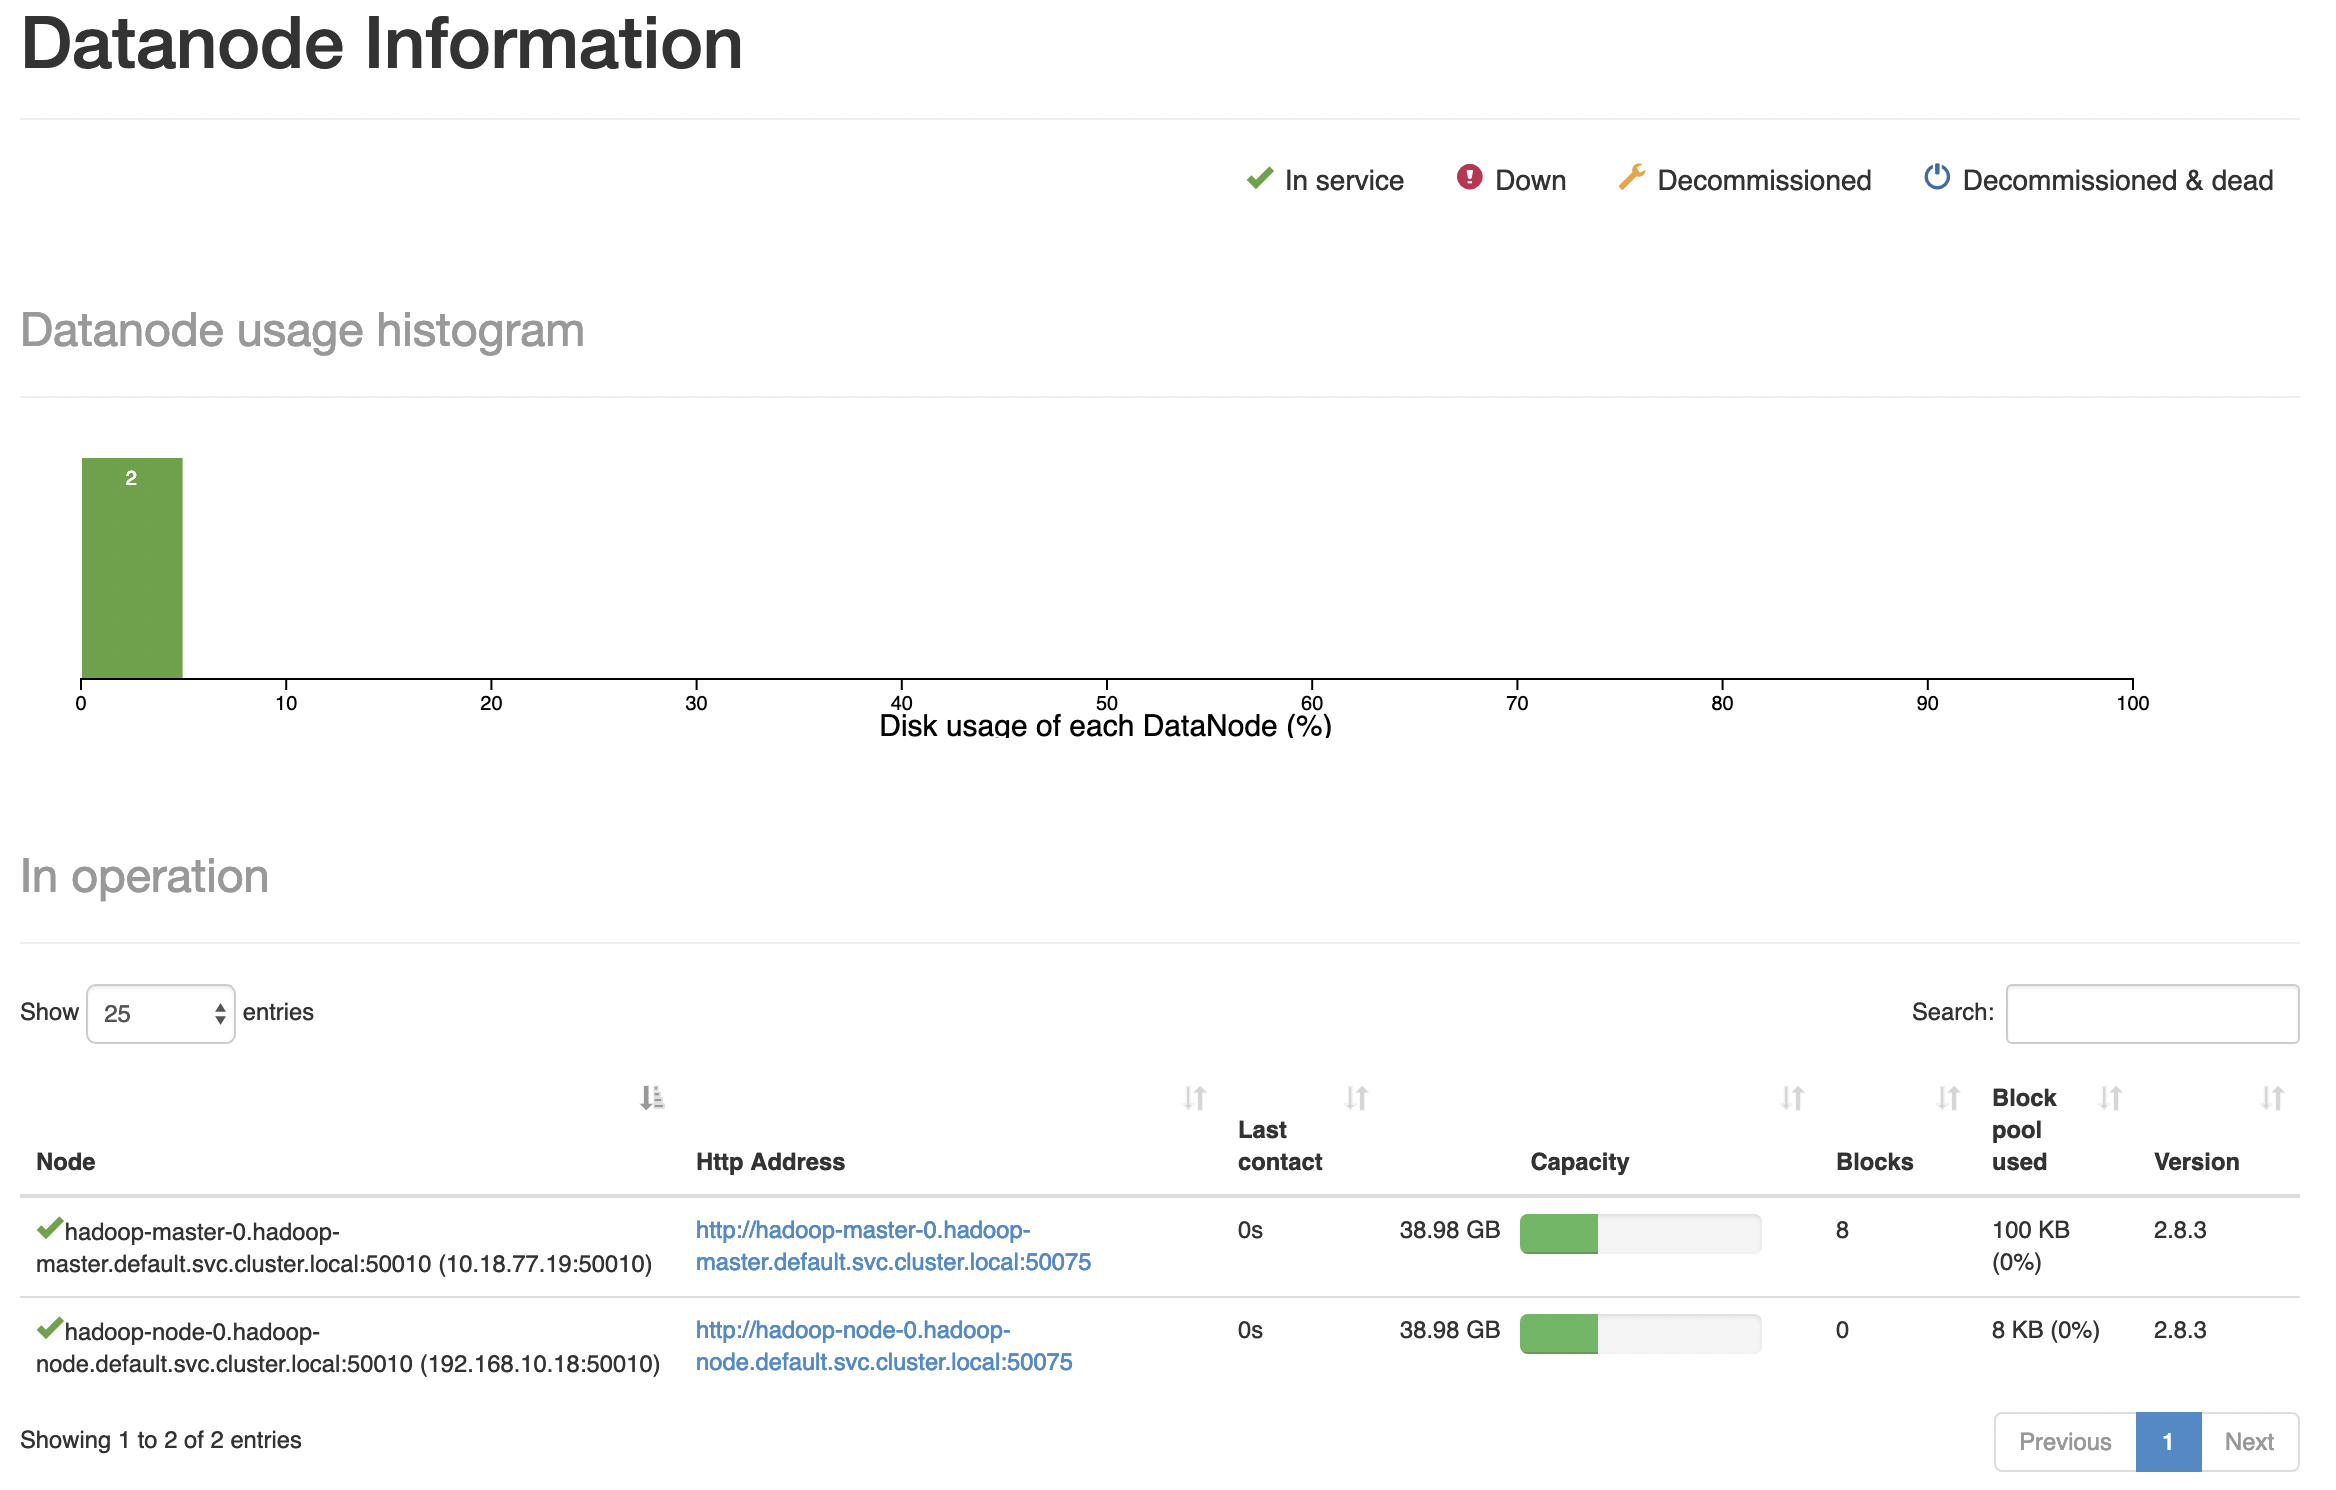 Datanode Information
In service Down Decommissioned Decommissioned & dead
Datanode usage histogram
2
0 10 20 30 40 50 60 70 80 90 100
Disk usage of each DataNode (%)
In operation
Show 25 entries Search:
Node Http Address Last contact Capacity Blocks Block pool used Version
hadoop-master-0.hadoop-
master.default.svc.cluster.local:50010 (10.18.77.19:50010)
http://hadoop-master-0.hadoop-
master.default.svc.cluster.local:50075
0s
38.98 GB
8
100 KB
(0%)
2.8.3
hadoop-node-0.hadoop-
node.default.svc.cluster.local:50010 (192.168.10.18:50010)
http://hadoop-node-0.hadoop-
node.default.svc.cluster.local:50075
0s
38.98 GB
0
8 KB (0%)
2.8.3
Showing 1 to 2 of 2 entries
Previous 1 Next